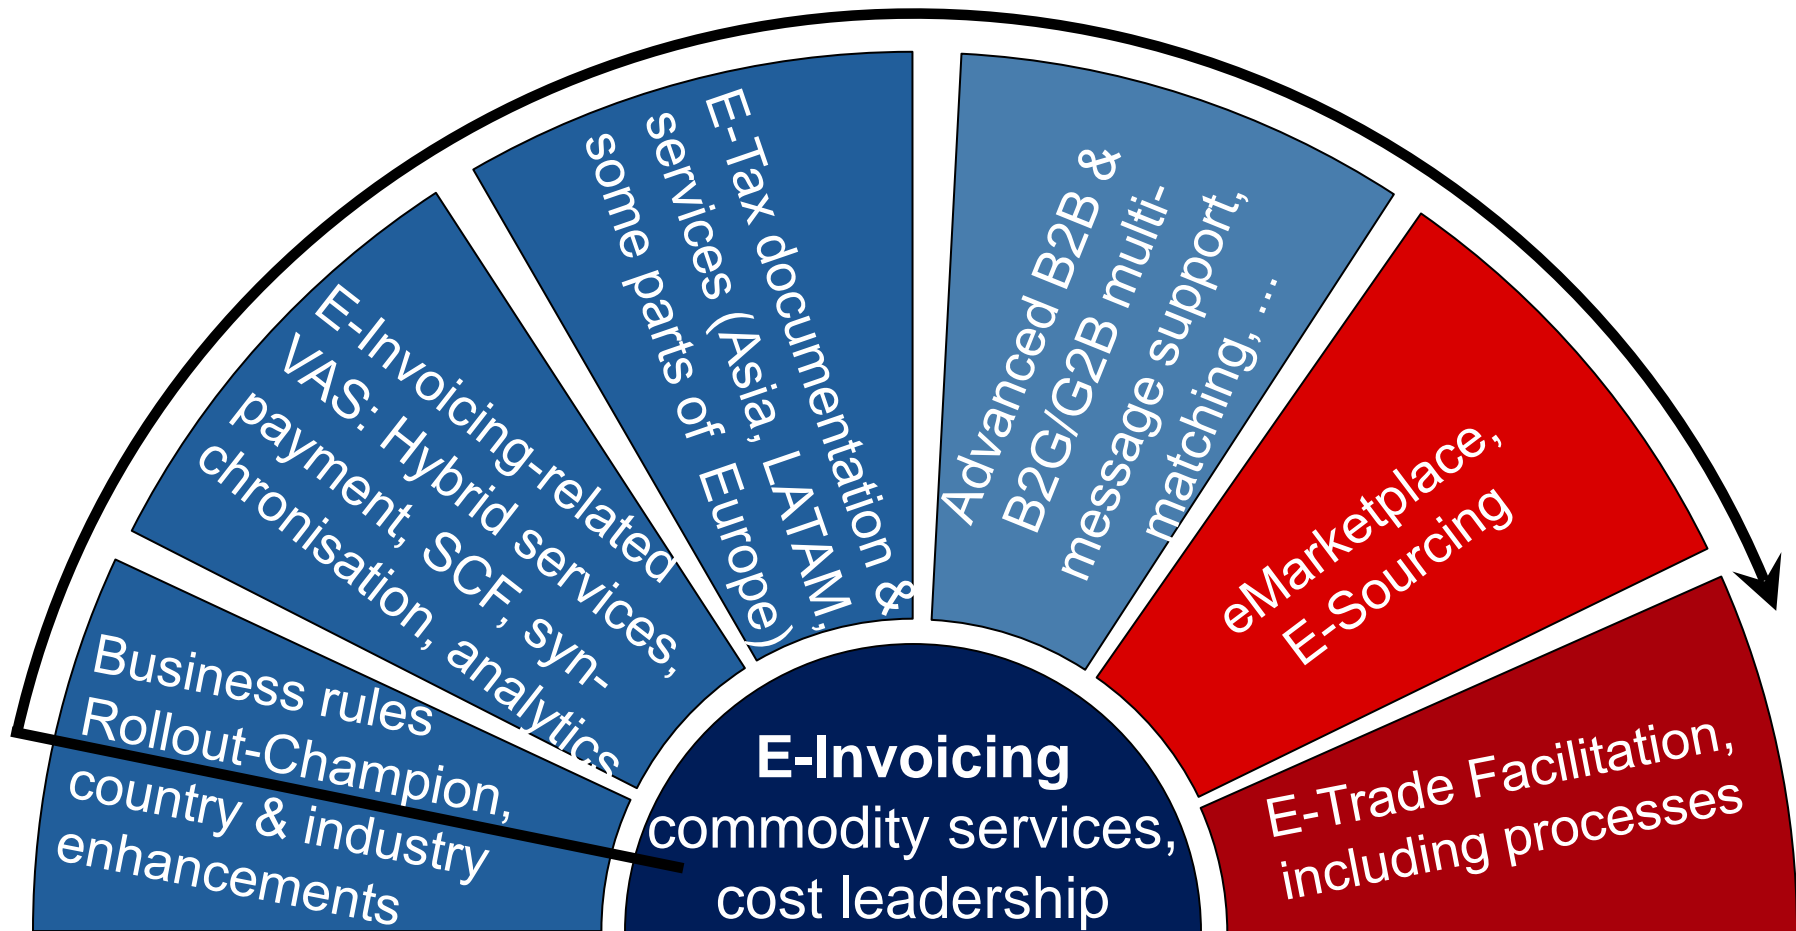 Business rules
Rollout-Champion,
country & industry
enhancements
E-Invoicing-related
VAS: Hybrid services,
payment, SCF, syn-
chronisation, analytics
E-Tax documentation &
services (Asia, LATAM,
some parts of Europe)
Advanced B2B &
B2G/G2B multi-
message support,
matching, ...
eMarketplace,
E-Sourcing
E-Trade Facilitation,
including processes
E-Invoicing
commodity services,
cost leadership